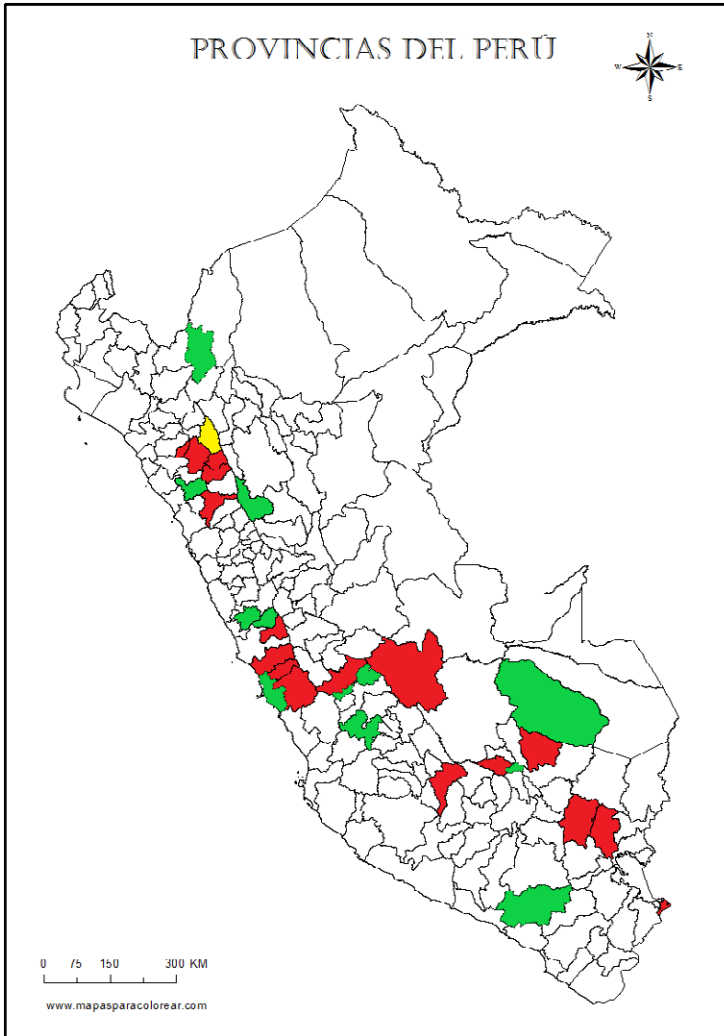 PROVINCIAS DEL PERÚ
N
W E
S
0 75 150 300 KM
www.mapasparacolorear.com